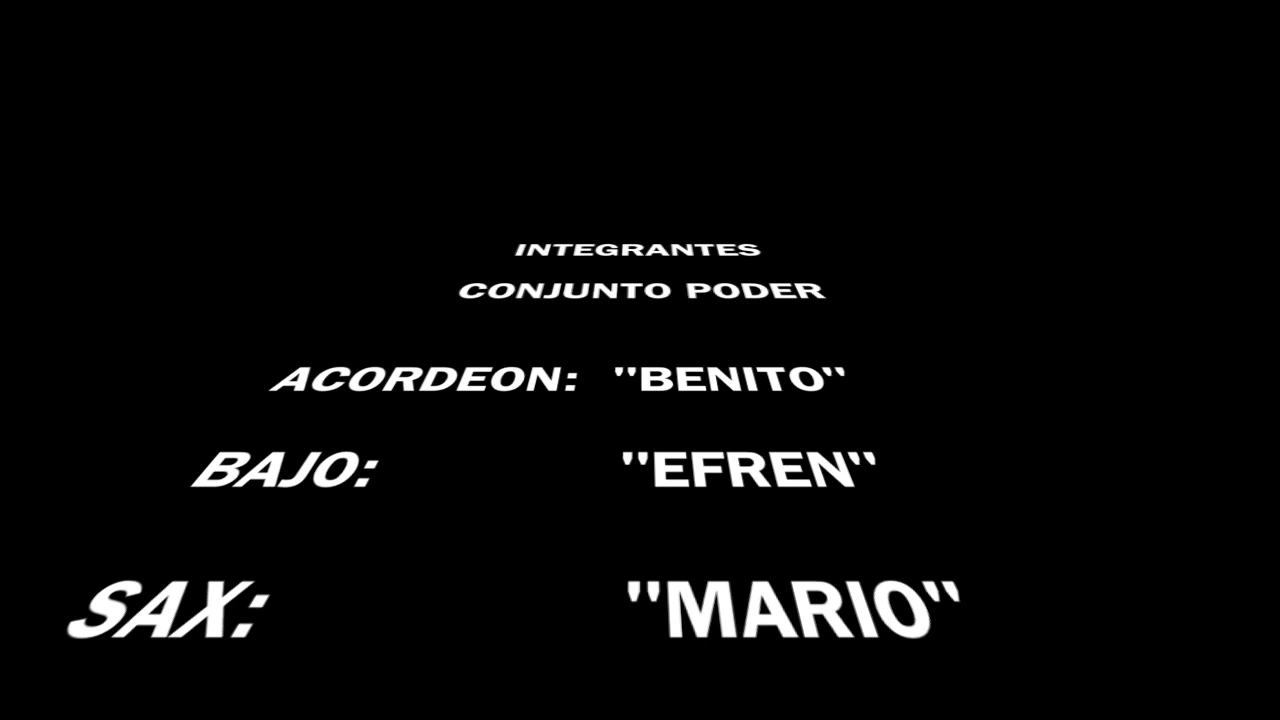 INTEGRANTES
CONJUNTO PODER
ACORDEON: "BENITO"
BAJO: "EFREN"
SAX: "MARIO"